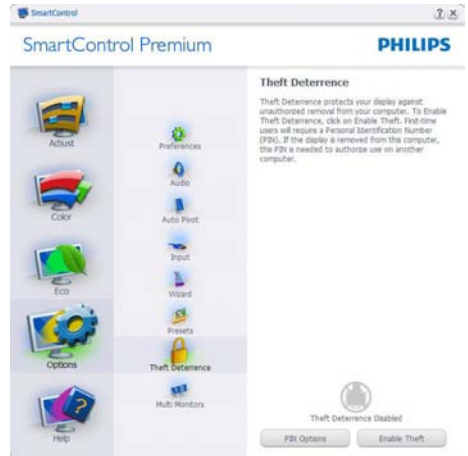 SmartControl
? X
SmartControl Premium
PHILIPS
Adjust
Color
Eco
Options
Help
Preferences
Audio
Auto Pivot
Input
Wizard
Presets
Theft Deterrence
Multi Monitors
Theft Deterrence
Theft Deterrence protects your display against
unauthorized removal from your computer. To Enable
Theft Deterrence, click on Enable Theft. First-time
users will require a Personal Identification Number
(PIN). If the display is removed from this computer,
this PIN is needed to authorize use on another
computer.
Theft Deterrence Disabled
PIN Options
Enable Theft